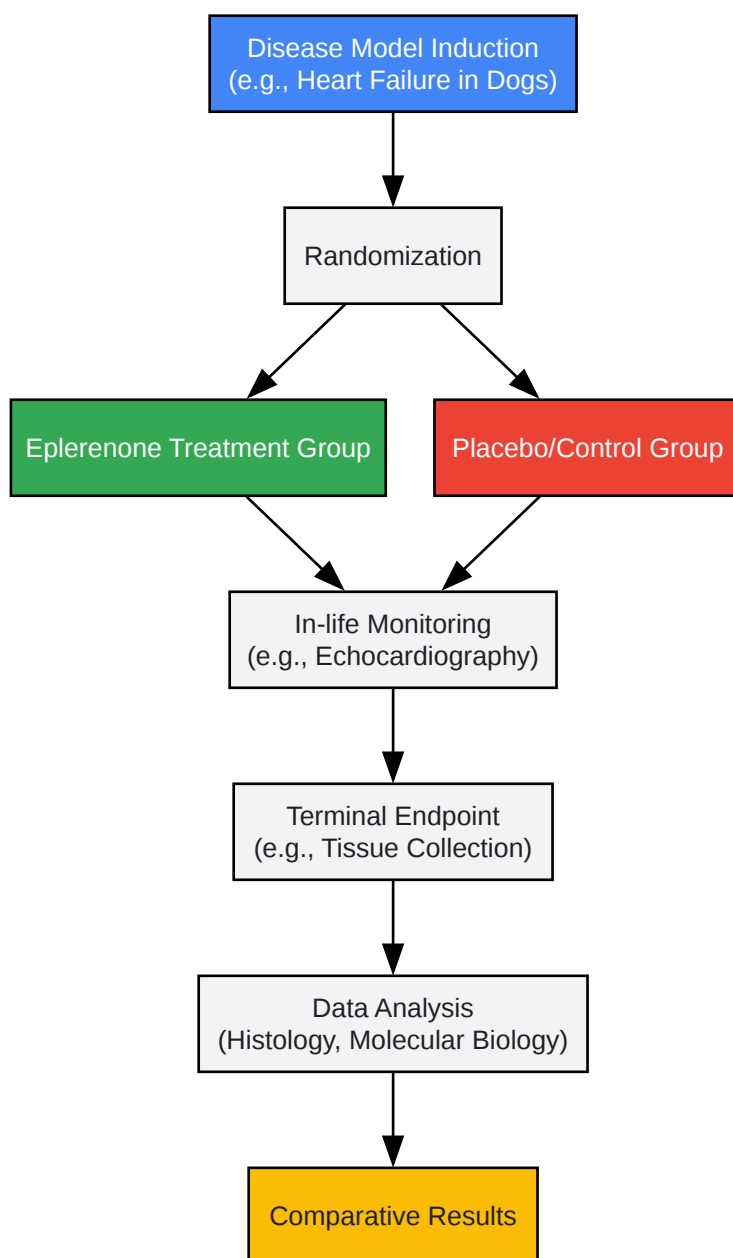 Disease Model Induction
(e.g., Heart Failure in Dogs)
Randomization
Eplerenone Treatment Group
Placebo/Control Group
In-life Monitoring
(e.g., Echocardiography)
Terminal Endpoint
(e.g., Tissue Collection)
Data Analysis
(Histology, Molecular Biology)
Comparative Results